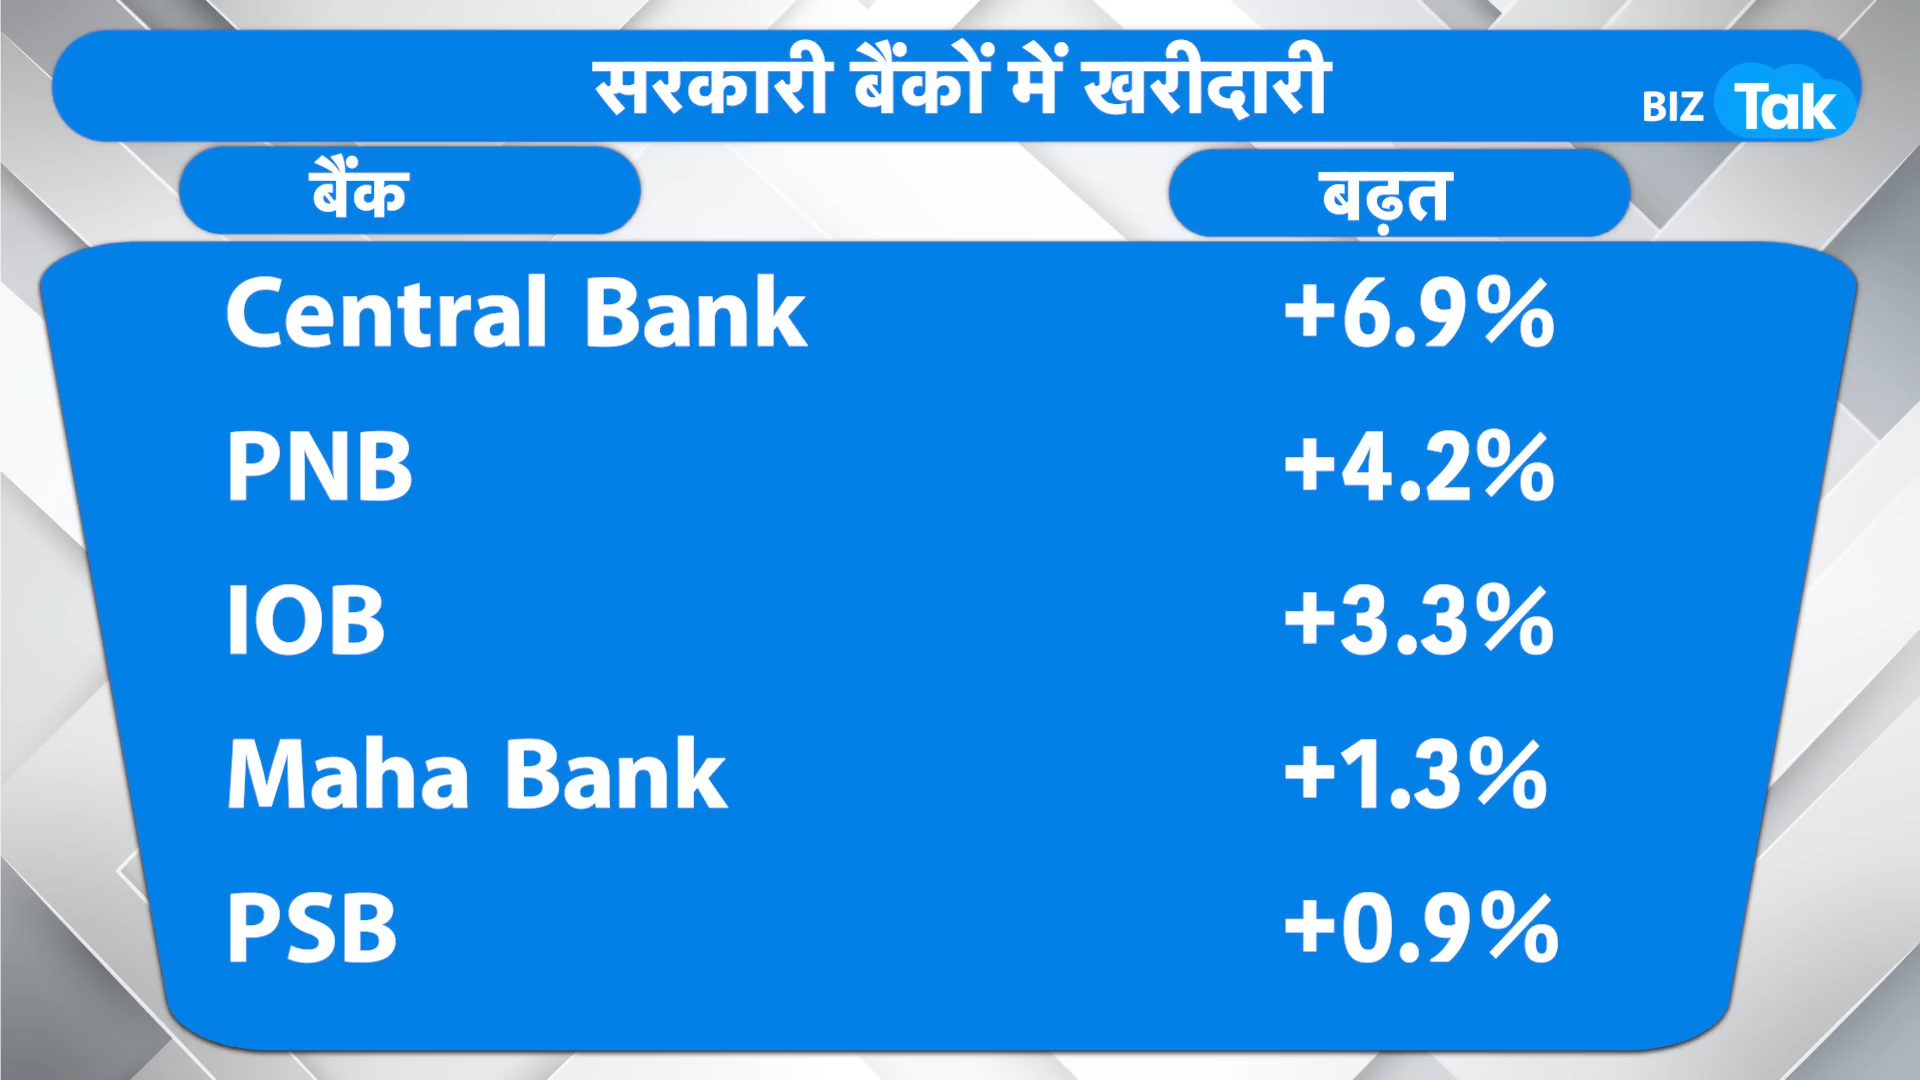 सरकारी बैंकों में खरीदारी
BIZ Tak
बैंक बढ़त
Central Bank +6.9%
PNB +4.2%
IOB +3.3%
Maha Bank +1.3%
PSB +0.9%